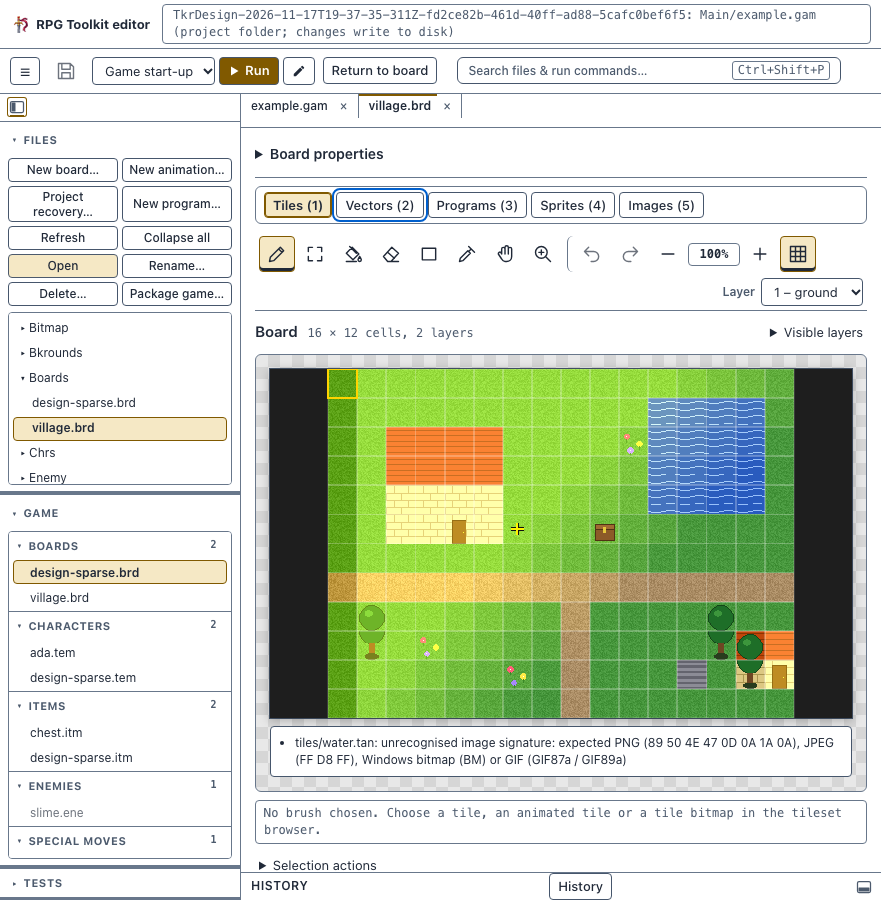 RPG Toolkit editor
TkrDesign-2026-11-17T19-37-35-311Z-fd2ce82b-461d-40ff-ad88-5cafc0bef6f5: Main/example.gam
(project folder; changes write to disk)
Game start-up
Run
Return to board
Search files & run commands...
Ctrl+Shift+P
example.gam ×
village.brd ×
FILES
New board...
New animation...
Project recovery...
New program...
Refresh
Collapse all
Open
Rename...
Delete...
Package game...
Bitmap
Bkrounds
Boards
design-sparse.brd
village.brd
Chrs
Enemy
GAME
BOARDS 2
design-sparse.brd
village.brd
CHARACTERS 2
ada.tem
design-sparse.tem
ITEMS 2
chest.itm
design-sparse.itm
ENEMIES 1
slime.ene
SPECIAL MOVES 1
TESTS
Board properties
Tiles (1)
Vectors (2)
Programs (3)
Sprites (4)
Images (5)
100%
Layer
1 – ground
Board 16 × 12 cells, 2 layers
Visible layers
• tiles/water.tan: unrecognised image signature: expected PNG (89 50 4E 47 0D 0A 1A 0A), JPEG
(FF D8 FF), Windows bitmap (BM) or GIF (GIF87a / GIF89a)
No brush chosen. Choose a tile, an animated tile or a tile bitmap in the tileset
browser.
Selection actions
HISTORY
History